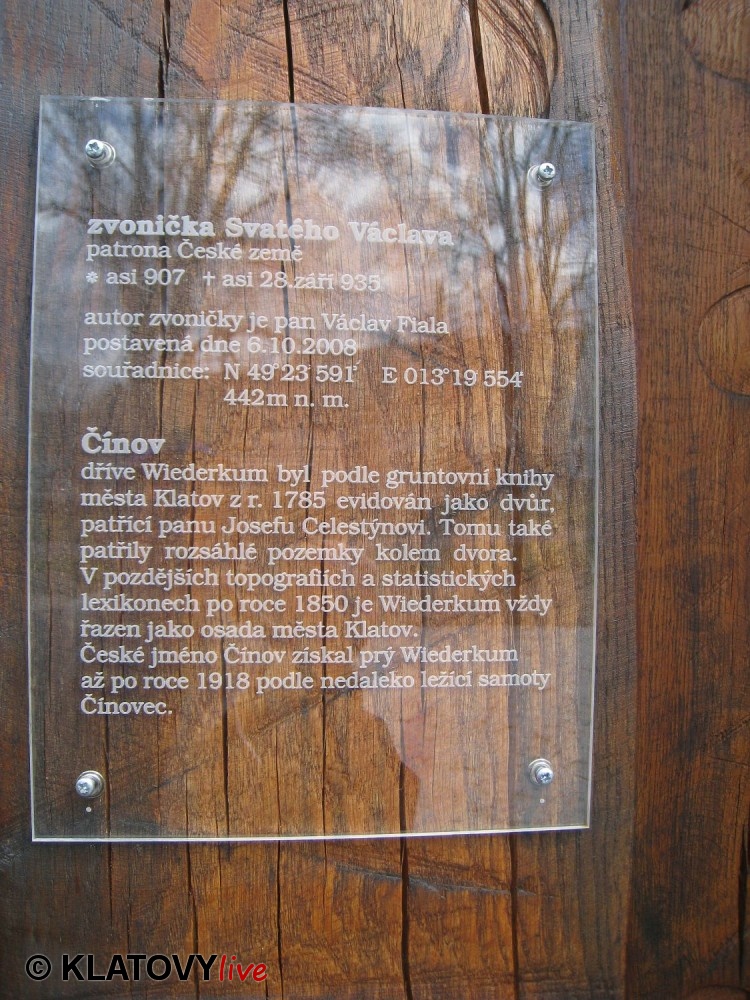 zvonička Svatého Václava
patrona České země
* asi 907 † asi 28.září 935
autor zvoničky je pan Václav Fiala
postavená dne 6.10.2008
souřadnice: N 49°23 591' E 013°19 554'
442m n. m.
Čínov
dříve Wiederkum byl podle gruntovní knihy
města Klatov z r. 1785 evidován jako dvůr,
patřící panu Josefu Celestýnovi. Tomu také
patřily rozsáhlé pozemky kolem dvora.
V pozdějších topografiích a statistických
lexikonech po roce 1850 je Wiederkum vždy
řazen jako osada města Klatov.
České jméno Čínov získal prý Wiederkum
až po roce 1918 podle nedaleko ležící samoty
Čínovec.
© KLATOVYlive